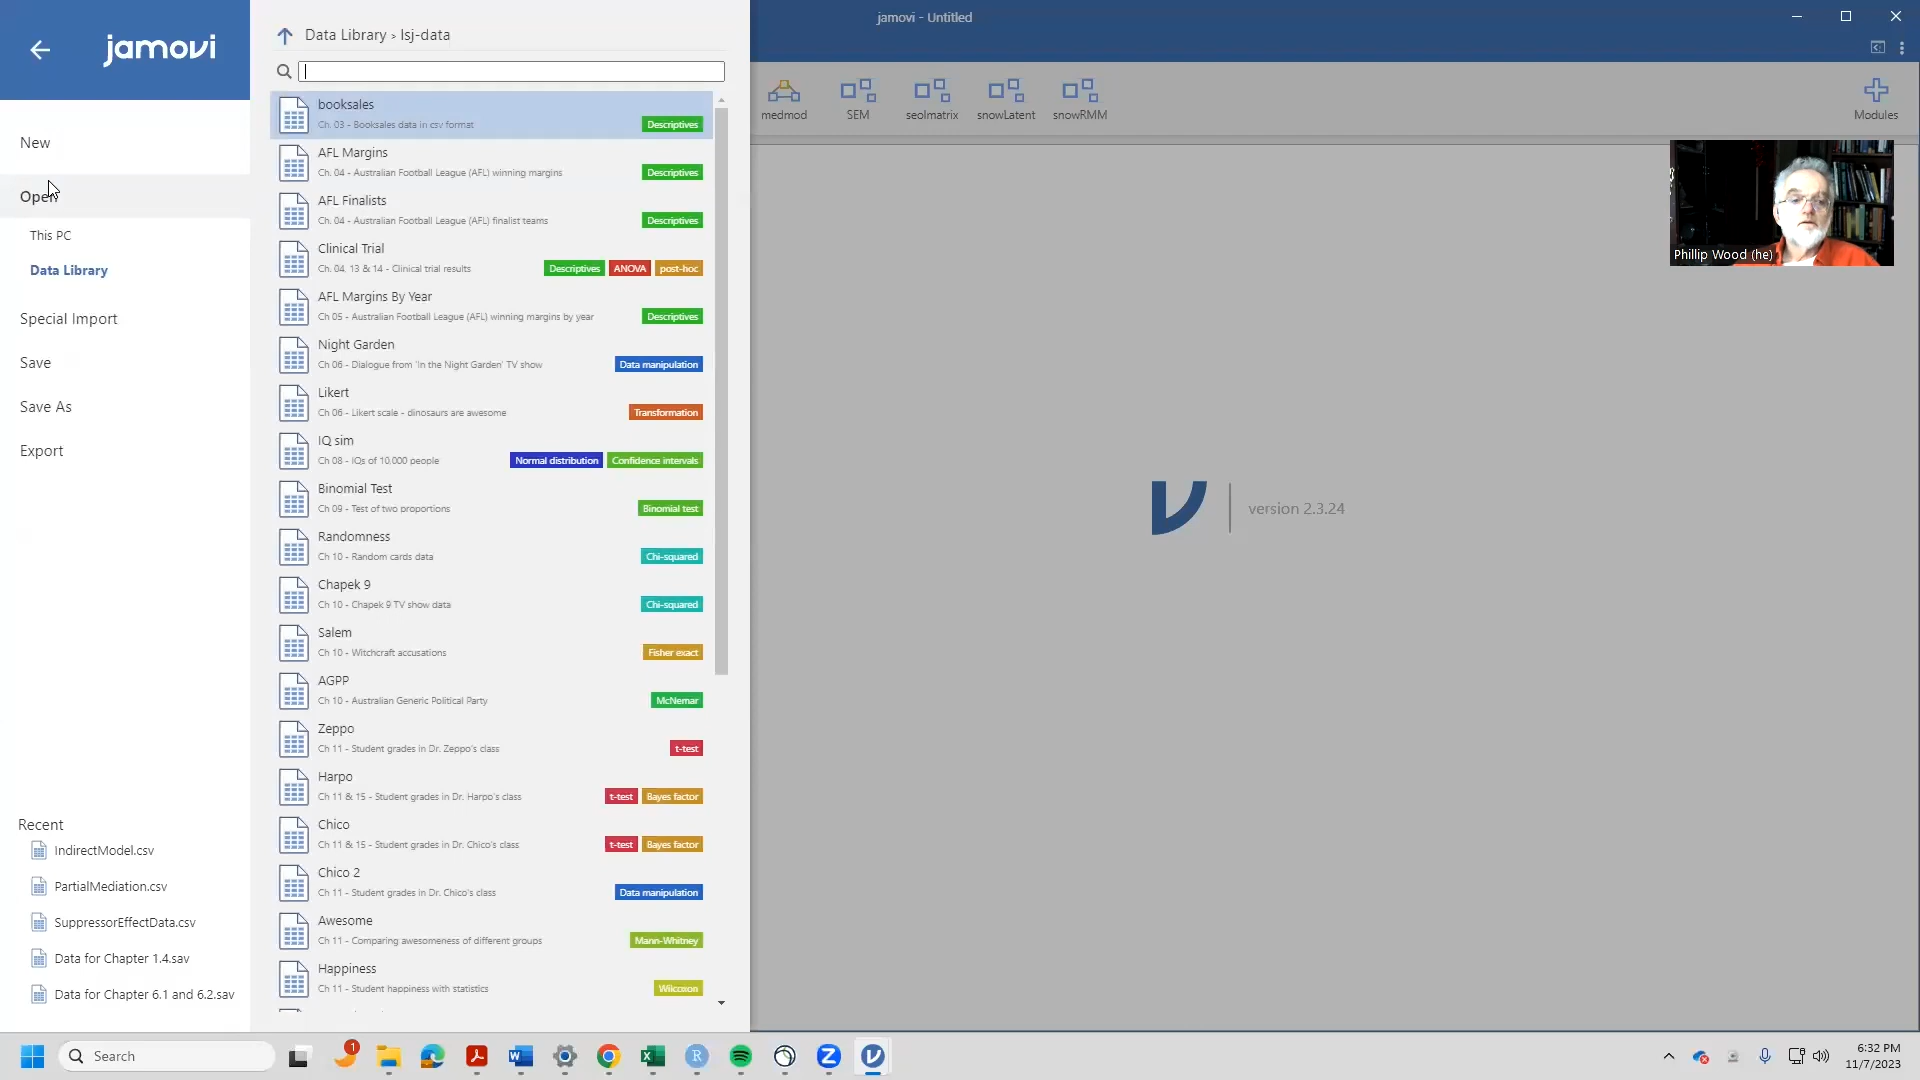 jamovi - Untitled
jamovi
Data Library › lsj-data
medmod
SEM
seolmatrix
snowLatent
snowRMM
Modules
New
Open
This PC
Data Library
Special Import
Save
Save As
Export
booksales
Ch. 03 - Booksales data in csv format
Descriptives
AFL Margins
Ch. 04 - Australian Football League (AFL) winning margins
Descriptives
AFL Finalists
Ch. 04 - Australian Football League (AFL) finalist teams
Descriptives
Clinical Trial
Ch. 04, 13 & 14 - Clinical trial results
Descriptives ANOVA post-hoc
AFL Margins By Year
Ch 05 - Australian Football League (AFL) winning margins by year
Descriptives
Night Garden
Ch 06 - Dialogue from 'In the Night Garden' TV show
Data manipulation
Likert
Ch 06 - Likert scale - dinosaurs are awesome
Transformation
IQ sim
Ch 08 - IQs of 10,000 people
Normal distribution Confidence intervals
Binomial Test
Ch 09 - Test of two proportions
Binomial test
Randomness
Ch 10 - Random cards data
Chi-squared
Chapek 9
Ch 10 - Chapek 9 TV show data
Chi-squared
Salem
Ch 10 - Witchcraft accusations
Fisher exact
AGPP
Ch 10 - Australian Generic Political Party
McNemar
Zeppo
Ch 11 - Student grades in Dr. Zeppo's class
t-test
Harpo
Ch 11 & 15 - Student grades in Dr. Harpo's class
t-test Bayes factor
Chico
Ch 11 & 15 - Student grades in Dr. Chico's class
t-test Bayes factor
Chico 2
Ch 11 - Student grades in Dr. Chico's class
Data manipulation
Awesome
Ch 11 - Comparing awesomeness of different groups
Mann-Whitney
Happiness
Ch 11 - Student happiness with statistics
Wilcoxon
Phillip Wood (he)
version 2.3.24
Recent
IndirectModel.csv
PartialMediation.csv
SuppressorEffectData.csv
Data for Chapter 1.4.sav
Data for Chapter 6.1 and 6.2.sav
Search
1
6:32 PM
11/7/2023